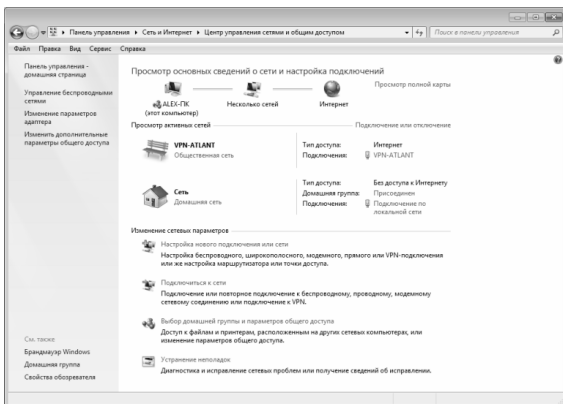 Панель управления ▸ Сеть и Интернет ▸ Центр управления сетями и общим доступом
Поиск в панели управления
Файл Правка Вид Сервис Справка
Панель управления -
домашняя страница
Управление беспроводными
сетями
Изменение параметров
адаптера
Изменить дополнительные
параметры общего доступа
См. также
Брандмауэр Windows
Домашняя группа
Свойства обозревателя
Просмотр основных сведений о сети и настройка подключений
Просмотр полной карты
ALEX-ПК
(этот компьютер)
Несколько сетей
Интернет
Просмотр активных сетей
Подключение или отключение
VPN-ATLANT
Общественная сеть
Тип доступа: Интернет
Подключения: VPN-ATLANT
Сеть
Домашняя сеть
Тип доступа: Без доступа к Интернету
Домашняя группа: Присоединен
Подключения: Подключение по
локальной сети
Изменение сетевых параметров
Настройка нового подключения или сети
Настройка беспроводного, широкополосного, модемного, прямого или VPN-подключения
или же настройка маршрутизатора или точки доступа.
Подключиться к сети
Подключение или повторное подключение к беспроводному, проводному, модемному
сетевому соединению или подключение к VPN.
Выбор домашней группы и параметров общего доступа
Доступ к файлам и принтерам, расположенным на других сетевых компьютерах, или
изменение параметров общего доступа.
Устранение неполадок
Диагностика и исправление сетевых проблем или получение сведений об исправлении.